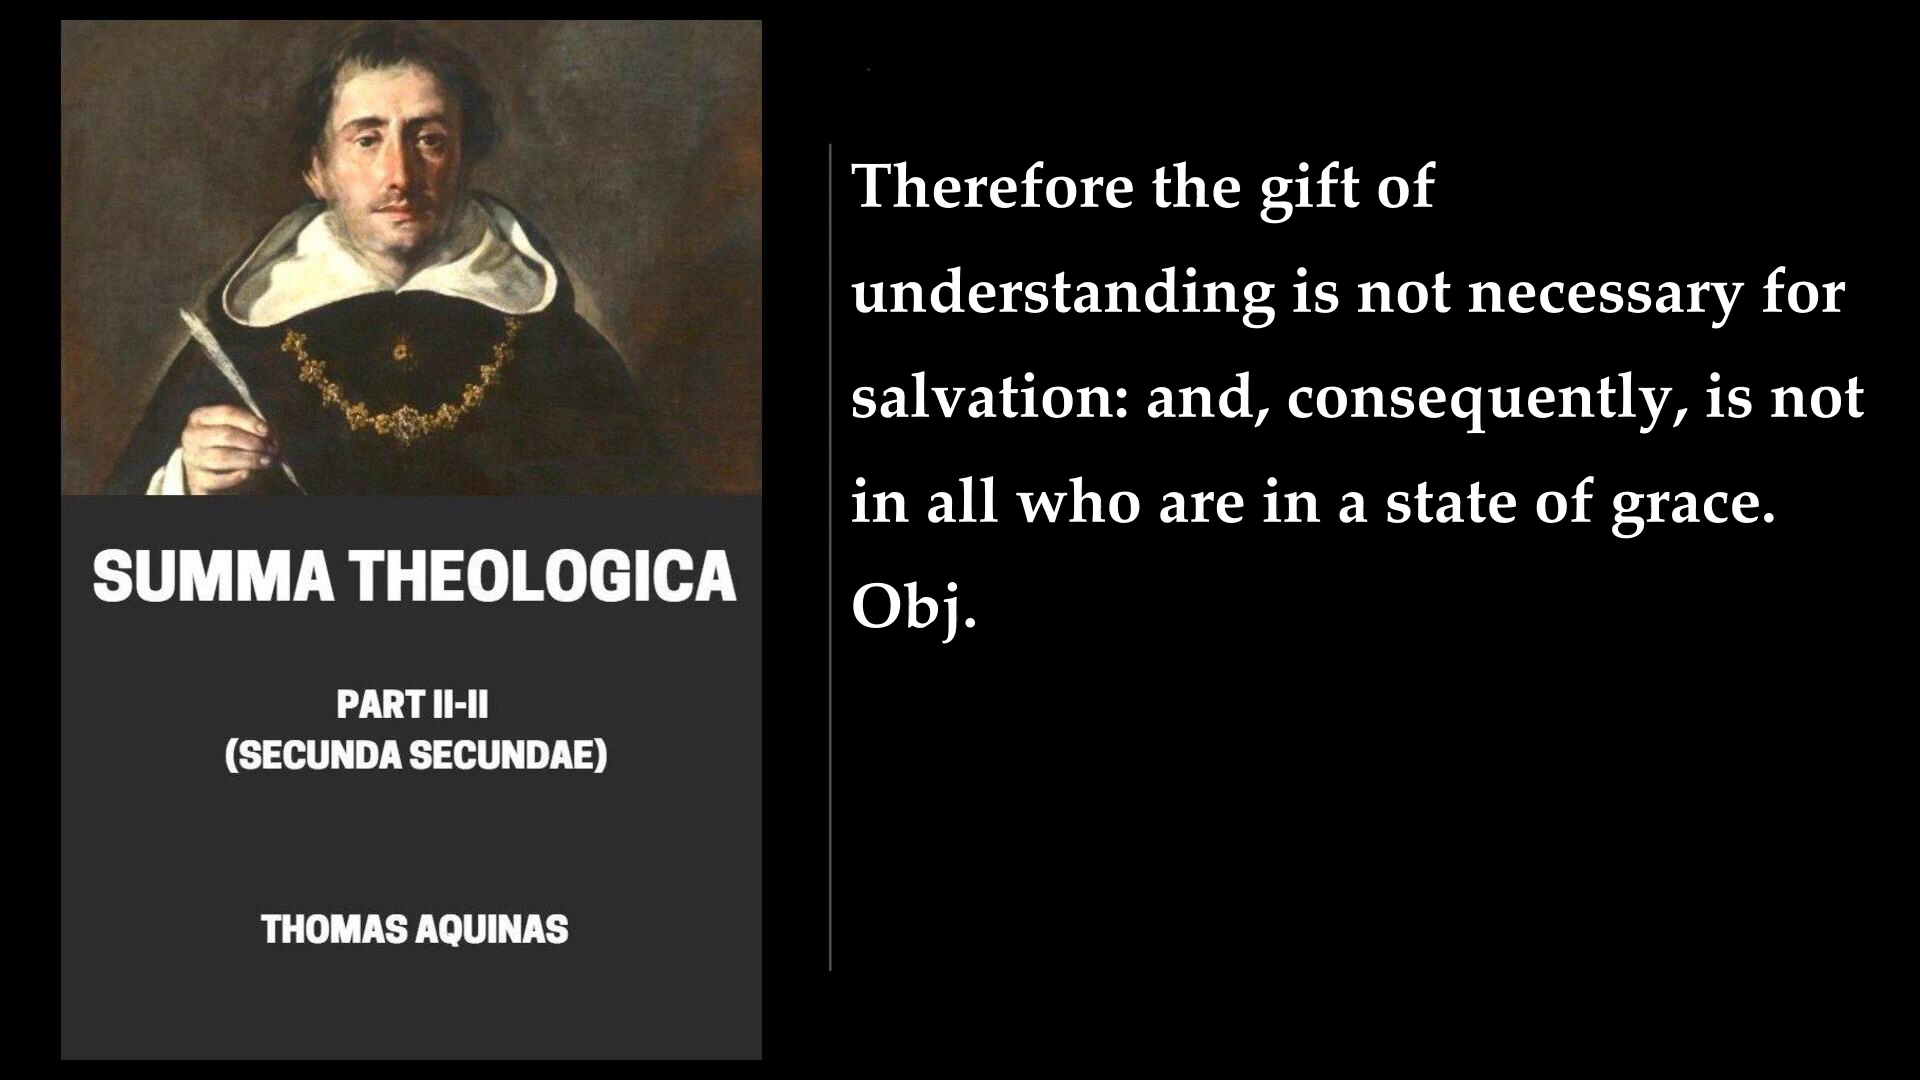 SUMMA THEOLOGICA
PART II-II
(SECUNDA SECUNDAE)
THOMAS AQUINAS
Therefore the gift of
understanding is not necessary for
salvation: and, consequently, is not
in all who are in a state of grace.
Obj.